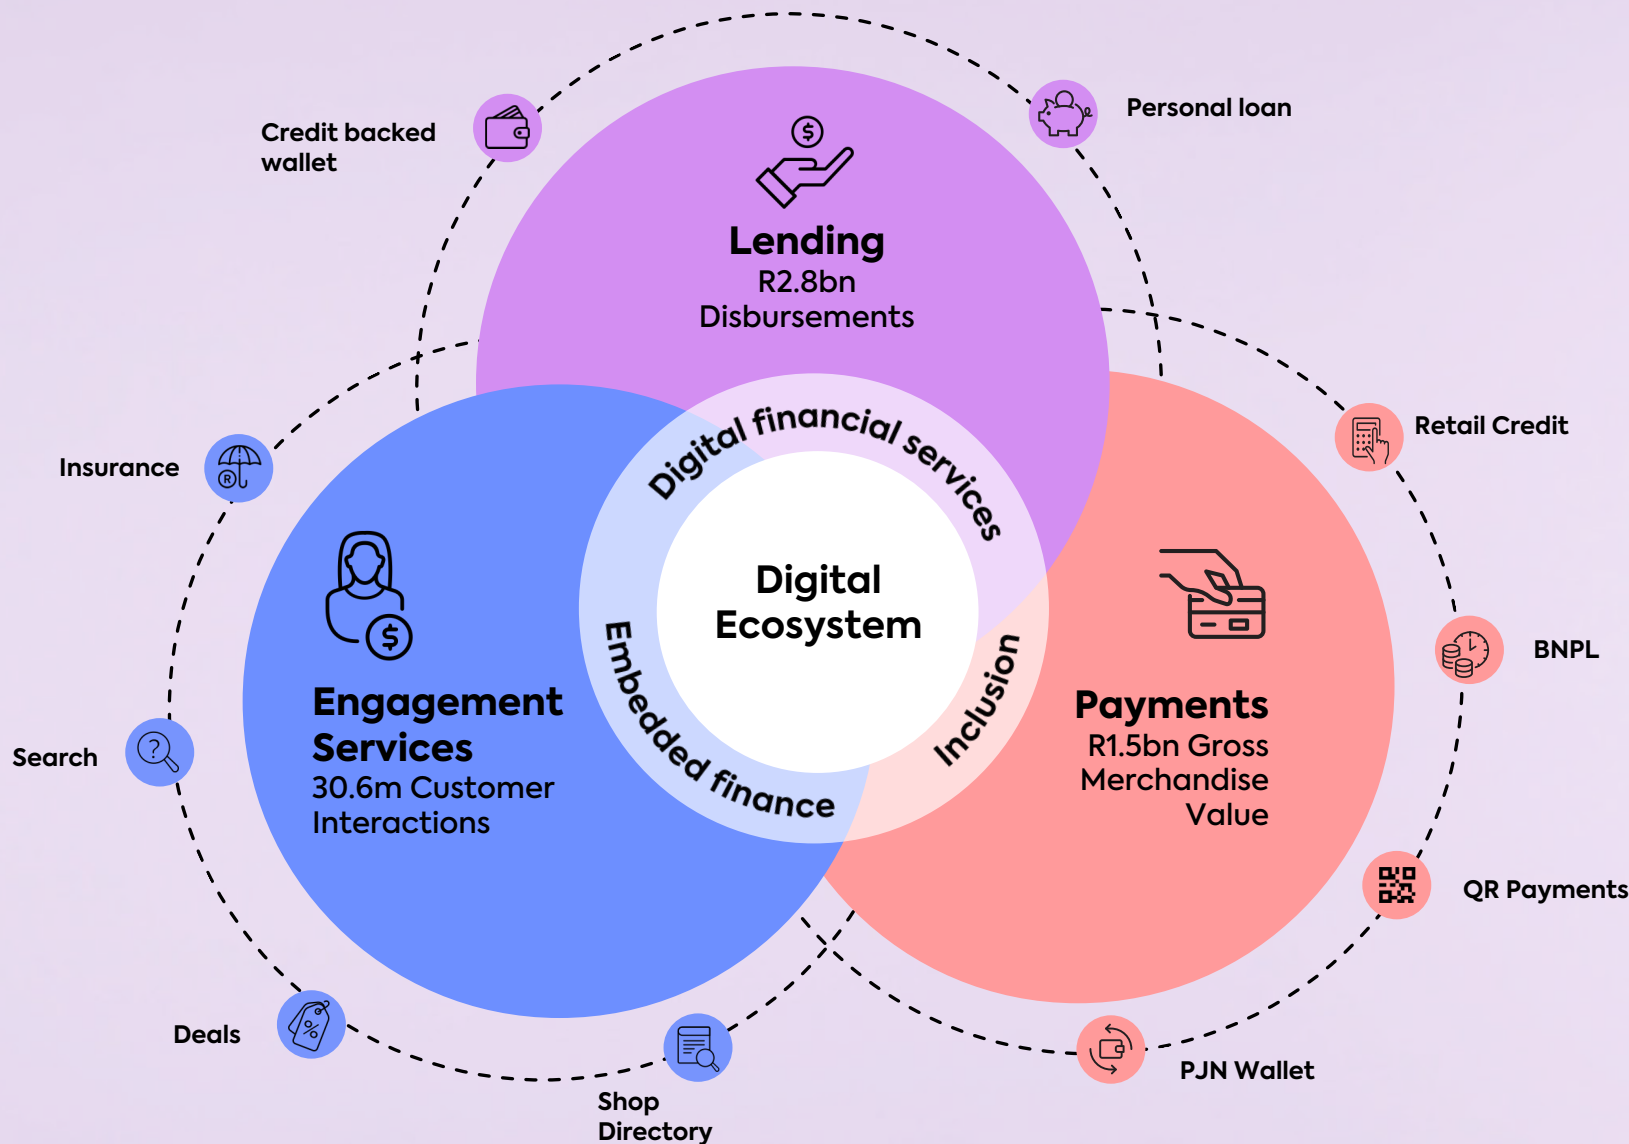 Credit backed
wallet
Personal loan
Lending
R2.8bn
Disbursements
Retail Credit
Insurance
Digital financial services
Digital
Ecosystem
Embedded finance
Inclusion
BNPL
Engagement
Services
30.6m Customer
Interactions
Payments
R1.5bn Gross
Merchandise
Value
Search
QR Payments
Deals
PJN Wallet
Shop
Directory
$
$
R
?
%